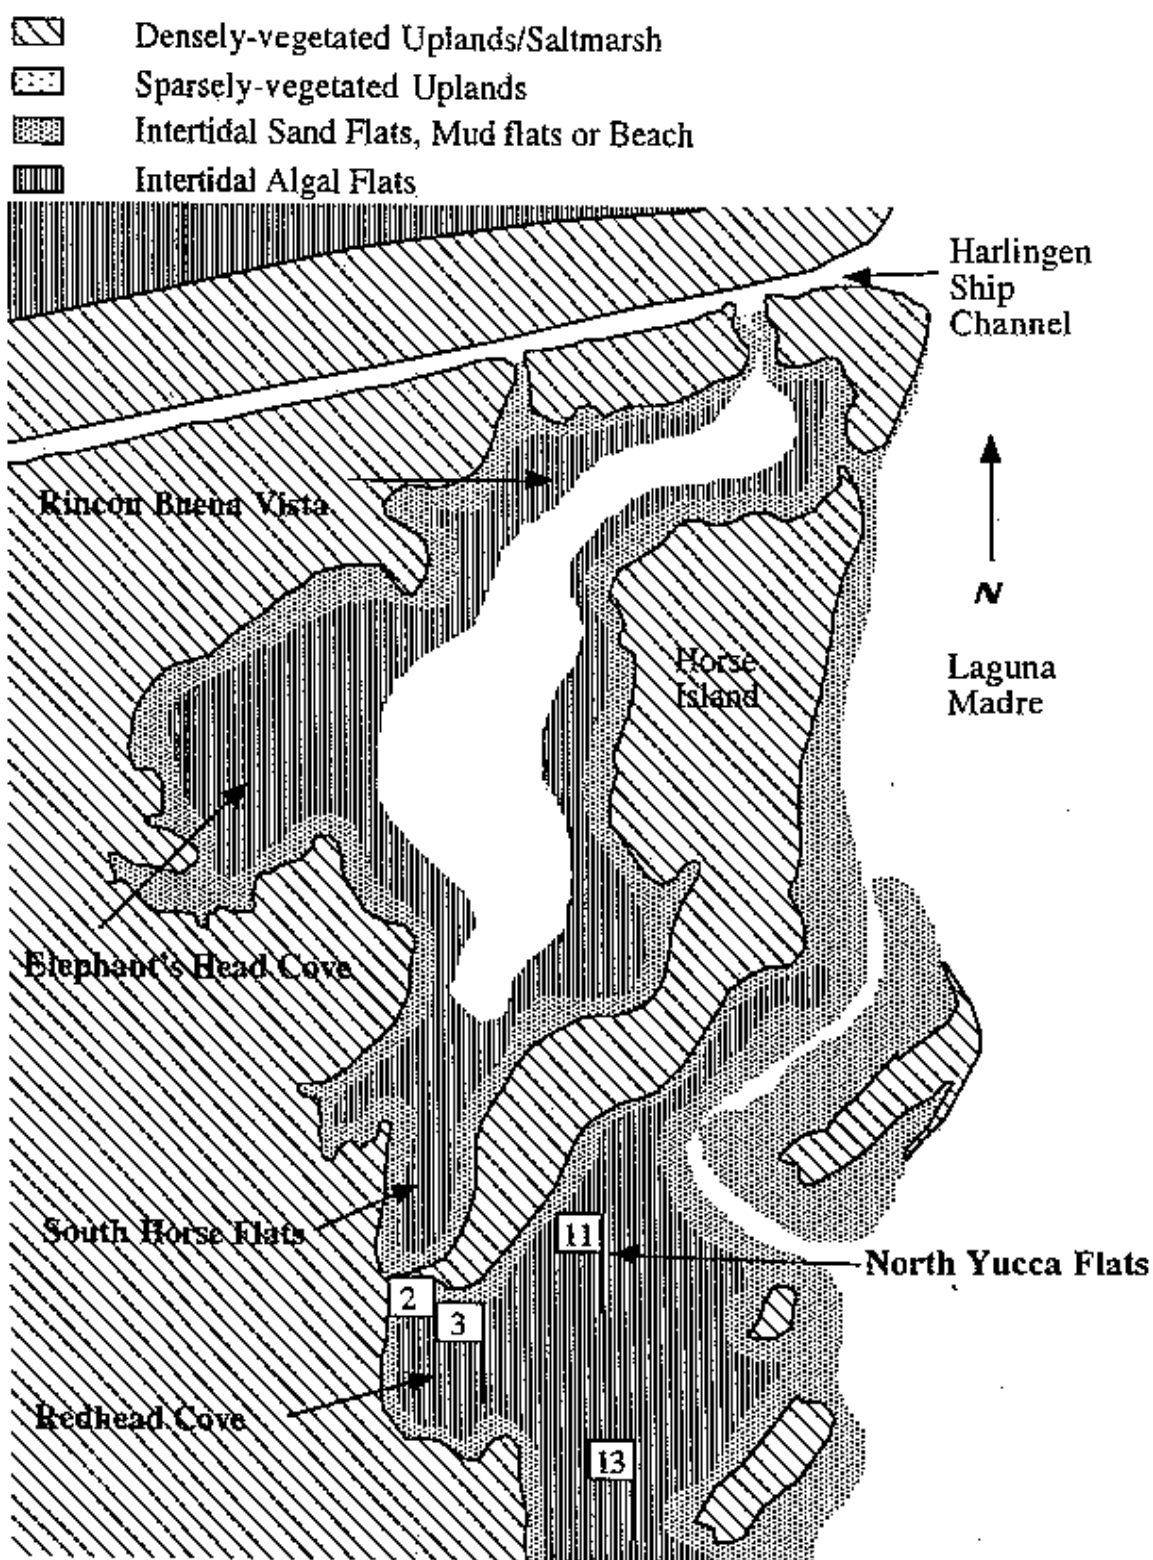 Densely-vegetated Uplands/Saltmarsh
Sparsely-vegetated Uplands
Intertidal Sand Flats, Mud flats or Beach
Intertidal Algal Flats
Harlingen
Ship
Channel
Rincon Buena Vista
N
Horse
Island
Laguna
Madre
Elephant's Head Cove
South Horse Flats
11
North Yucca Flats
2
3
Redhead Cove
13